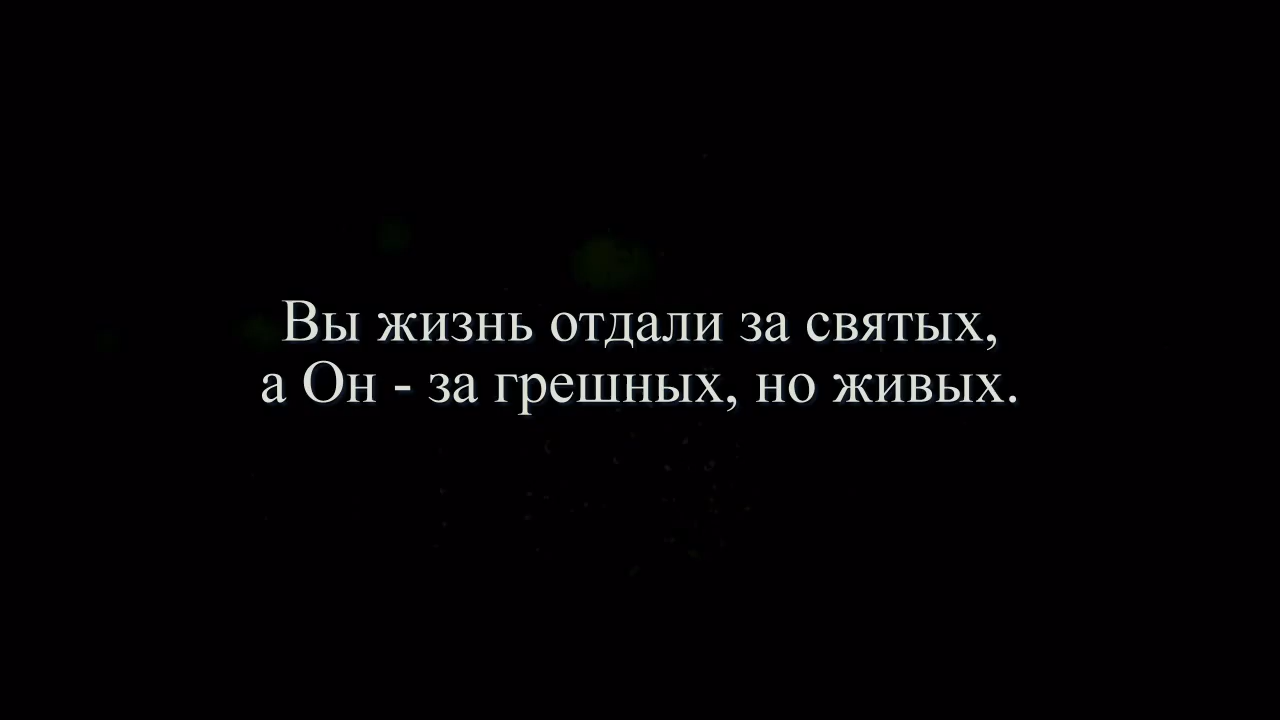 Вы жизнь отдали за святых,
а Он - за грешных, но живых.